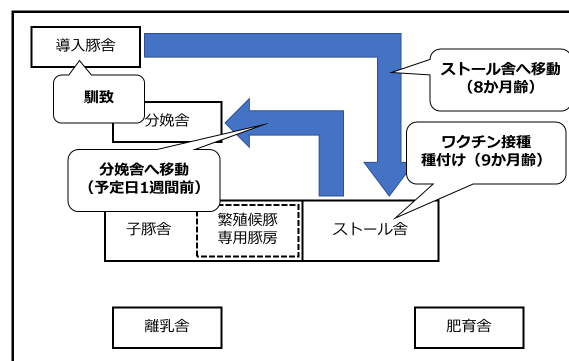 導入豚舎
馴致
ストール舎へ移動
（8か月齢）
分娩舎
分娩舎へ移動
（予定日1週間前）
ワクチン接種
種付け（9か月齢）
子豚舎
繁殖候豚
専用豚房
ストール舎
離乳舎
肥育舎